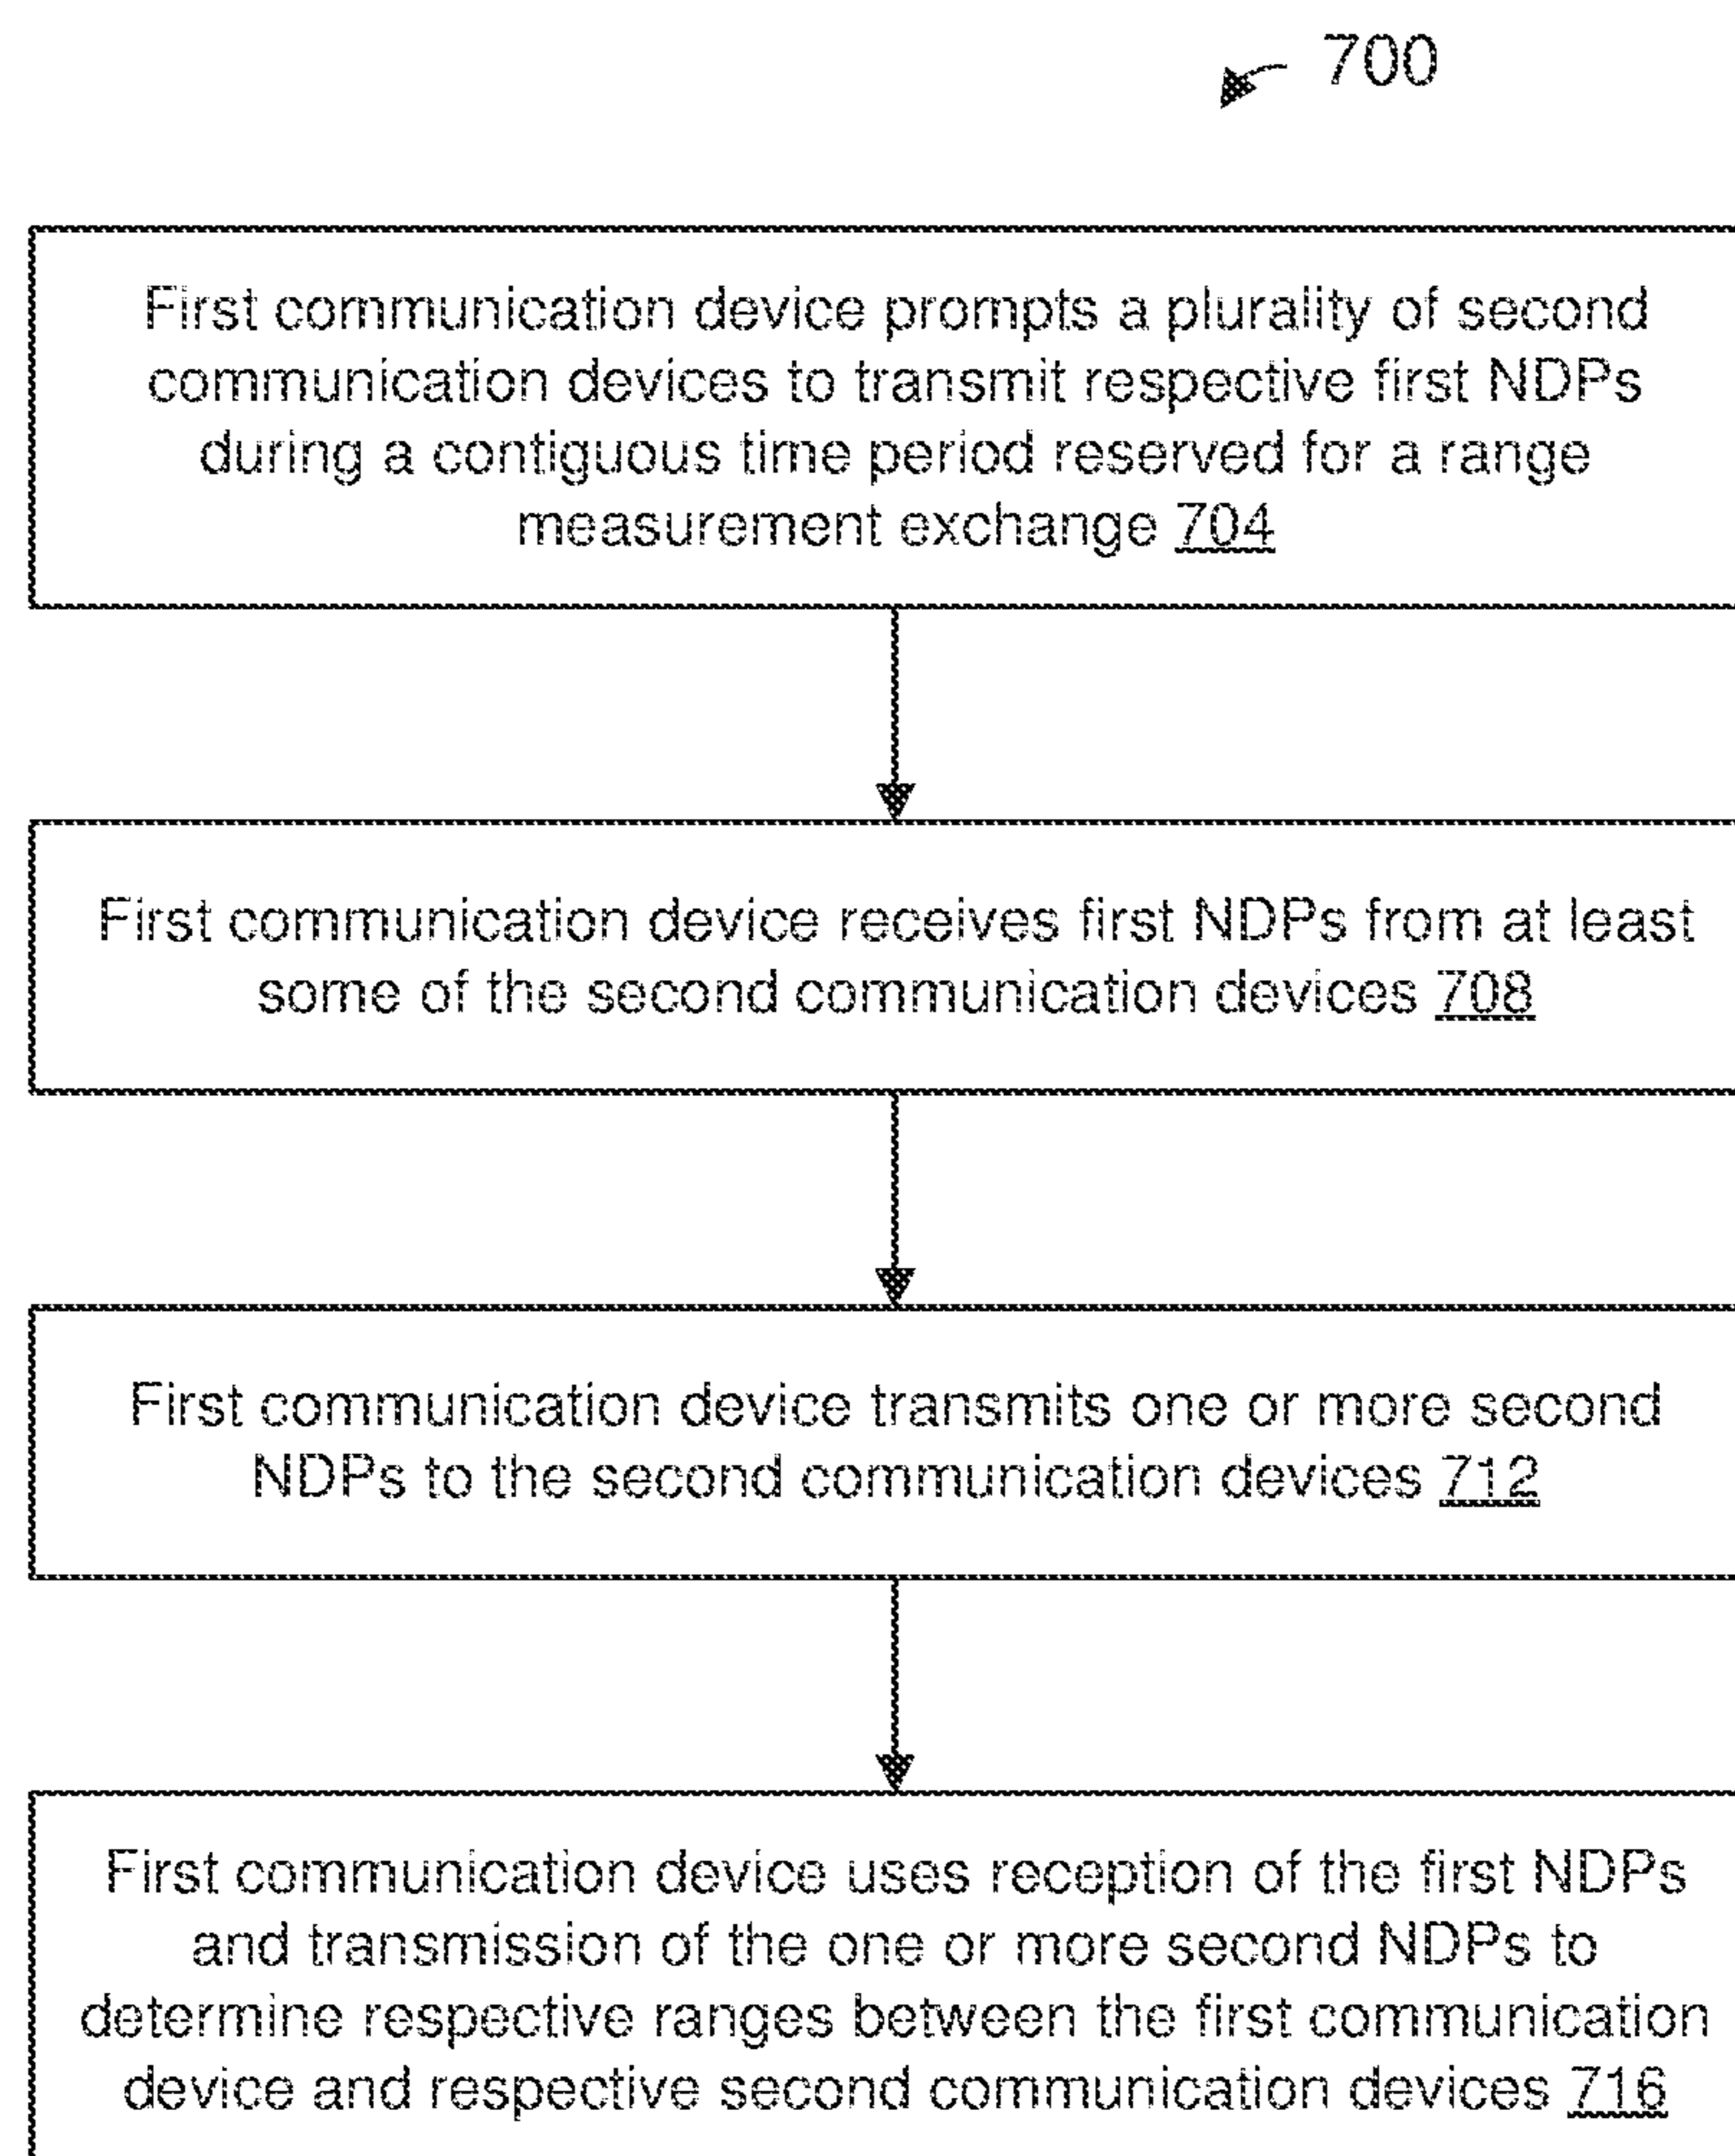 700
First communication device prompts a plurality of second
communication devices to transmit respective first NDPs
during a contiguous time period reserved for a range
measurement exchange 704
First communication device receives first NDPs from at least
some of the second communication devices 708
First communication device transmits one or more second
NDPs to the second communication devices 712
First communication device uses reception of the first NDPs
and transmission of the one or more second NDPs to
determine respective ranges between the first communication
device and respective second communication devices 716